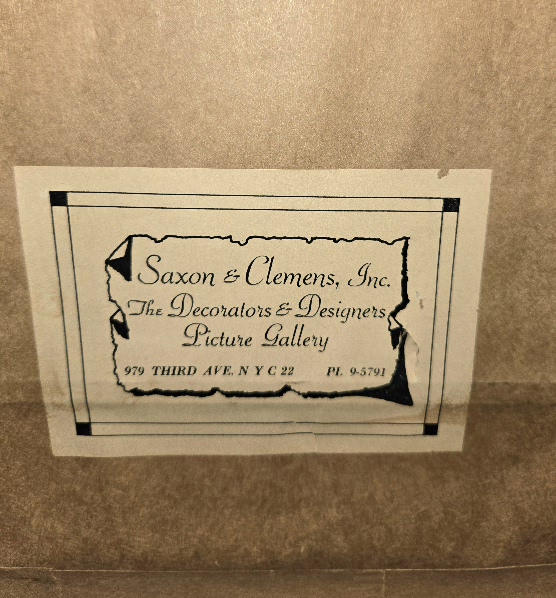 Saxon & Clemens, Inc.
The Decorators & Designers
Picture Gallery
979 THIRD AVE. N Y C 22 PL 9-5791